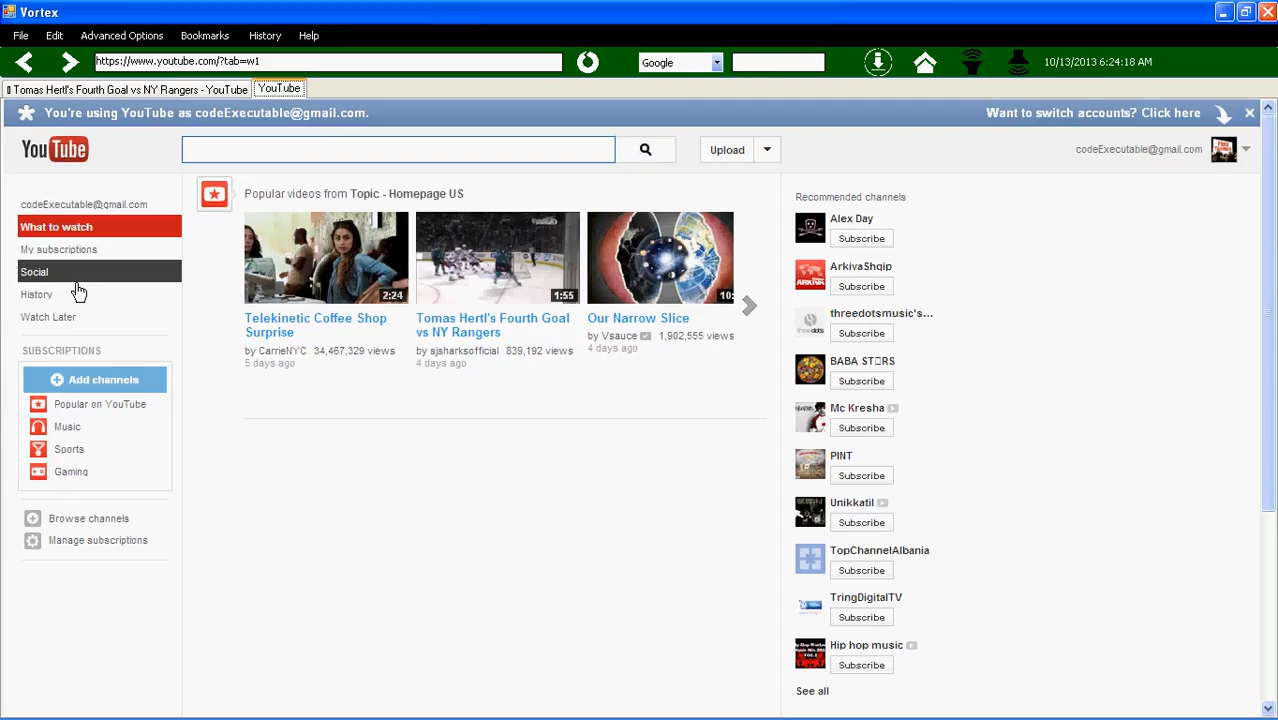 Vortex
File Edit Advanced Options Bookmarks History Help
https://www.youtube.com/?tab=w1
Google
10/13/2013 6:24:18 AM
Tomas Hertl's Fourth Goal vs NY Rangers - YouTube
YouTube
You're using YouTube as codeExecutable@gmail.com.
Want to switch accounts? Click here
YouTube
Upload
codeExecutable@gmail.com
codeExecutable@gmail.com
What to watch
My subscriptions
Social
History
Watch Later
SUBSCRIPTIONS
Add channels
Popular on YouTube
Music
Sports
Gaming
Browse channels
Manage subscriptions
Popular videos from Topic - Homepage US
2:24
Telekinetic Coffee Shop
Surprise
by CarrieNYC 34,467,329 views
5 days ago
1:55
Tomas Hertl's Fourth Goal
vs NY Rangers
by sjsharksofficial 839,192 views
4 days ago
10:
Our Narrow Slice
by Vsauce 1,902,555 views
4 days ago
Recommended channels
Alex Day
Subscribe
ArkivaShqip
Subscribe
threedotsmusic's...
Subscribe
BABA ST□RS
Subscribe
Mc Kresha
Subscribe
PINT
Subscribe
Unikkatil
Subscribe
TopChannelAlbania
Subscribe
TringDigitalTV
Subscribe
Hip hop music
Subscribe
See all